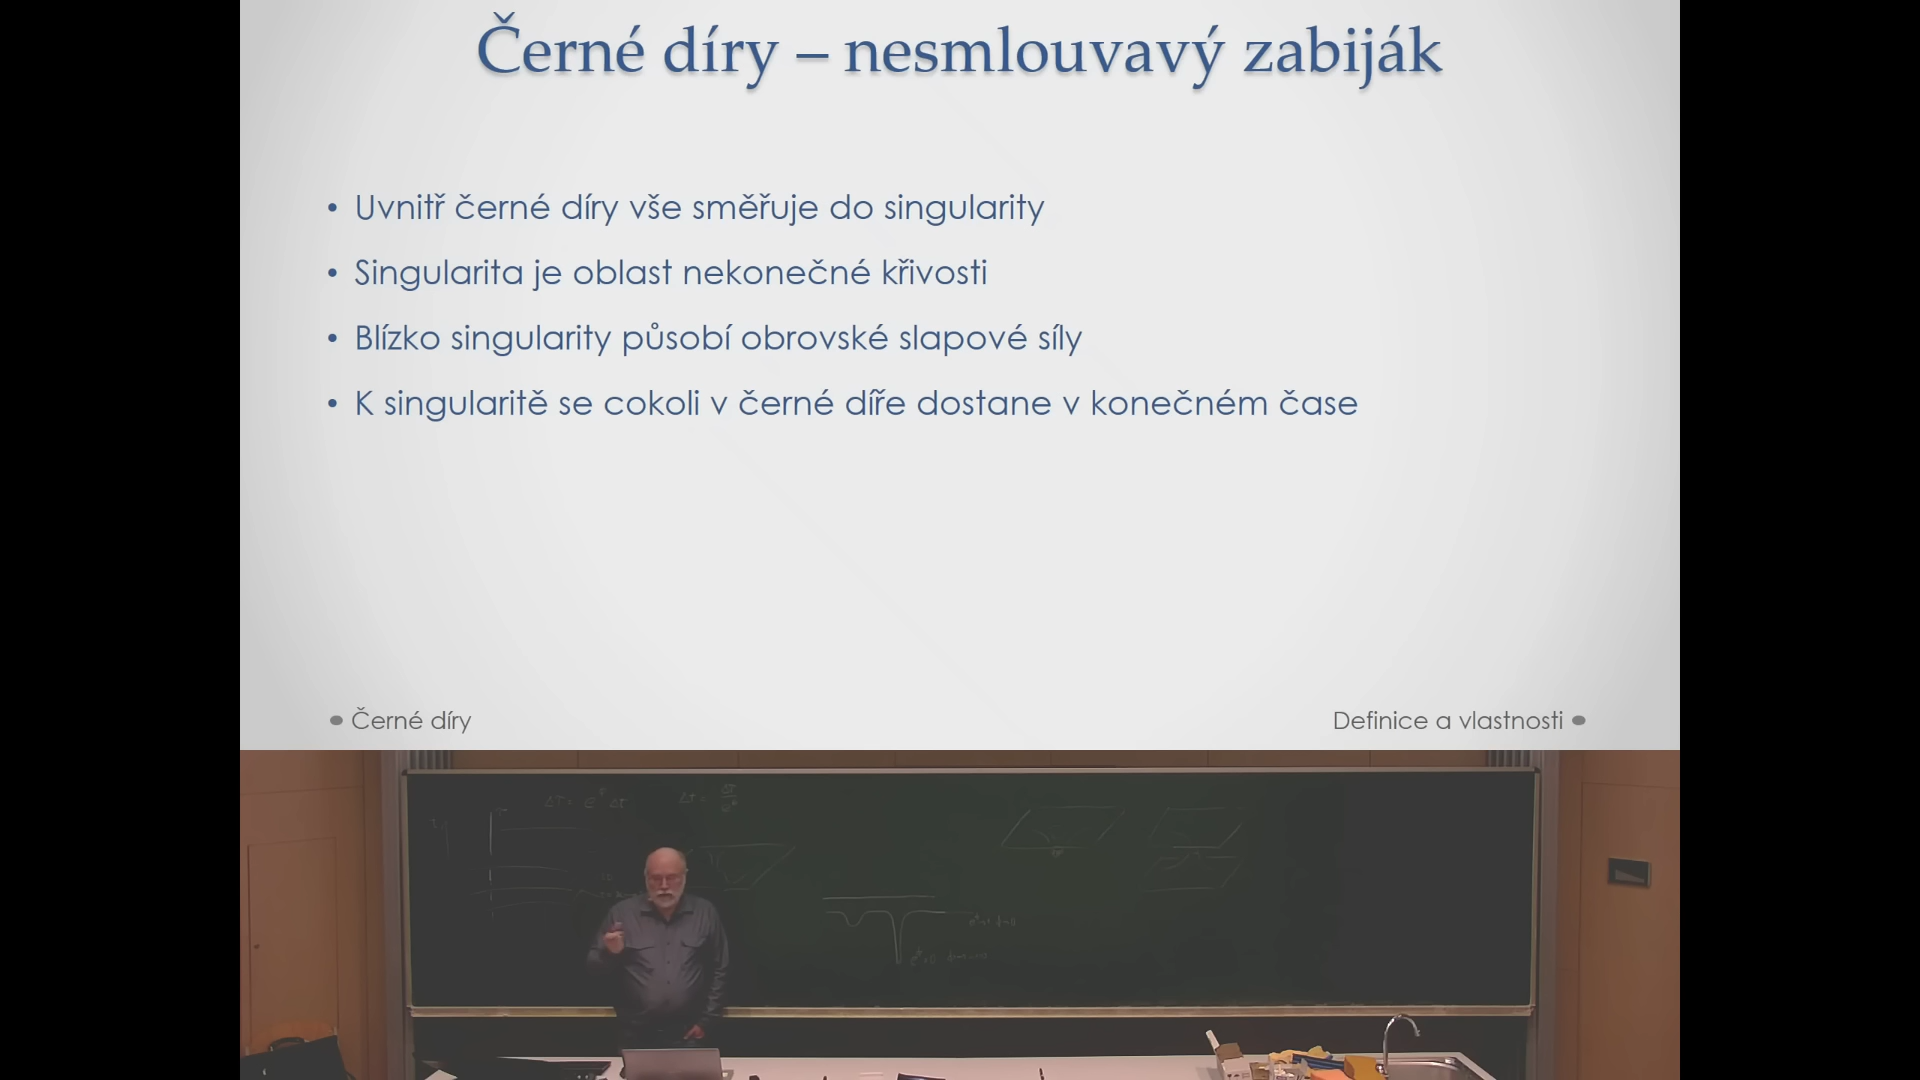 Černé díry – nesmlouvavý zabiják
• Uvnitř černé díry vše směřuje do singularity
• Singularita je oblast nekonečné křivosti
• Blízko singularity působí obrovské slapové síly
• K singularitě se cokoli v černé díře dostane v konečném čase
Černé díry
Definice a vlastnosti